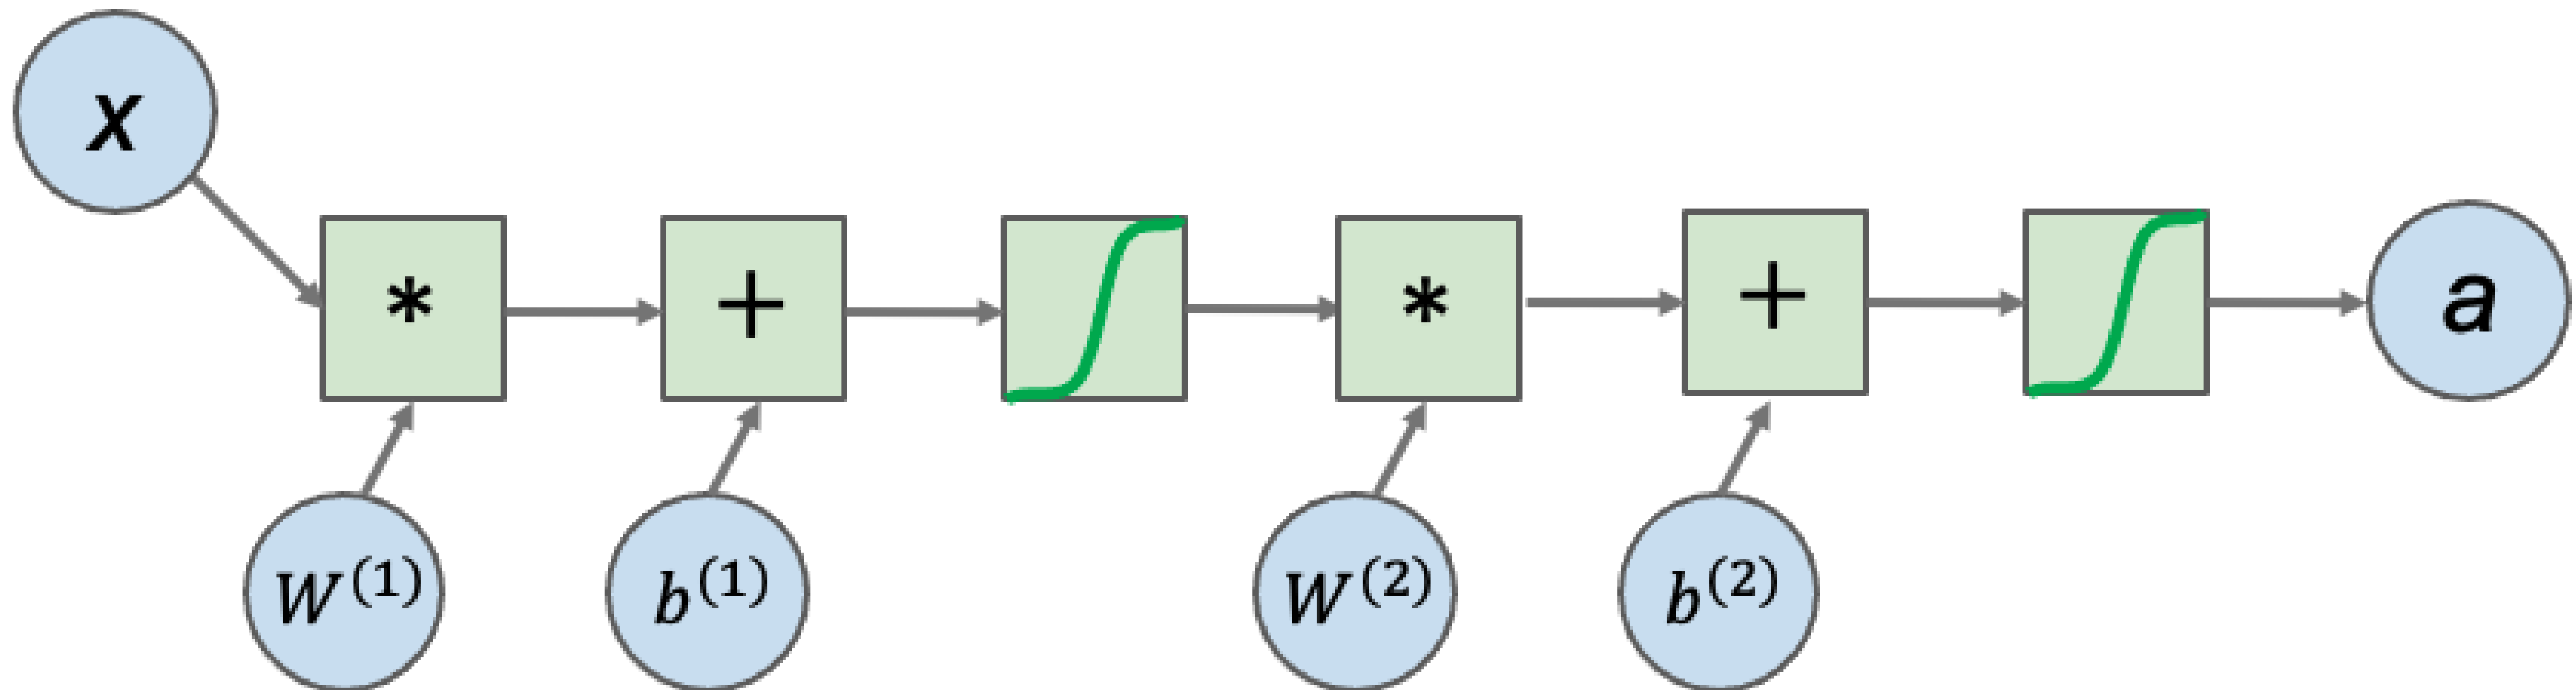 x
* + * + a
W⁽¹⁾ b⁽¹⁾ W⁽²⁾ b⁽²⁾